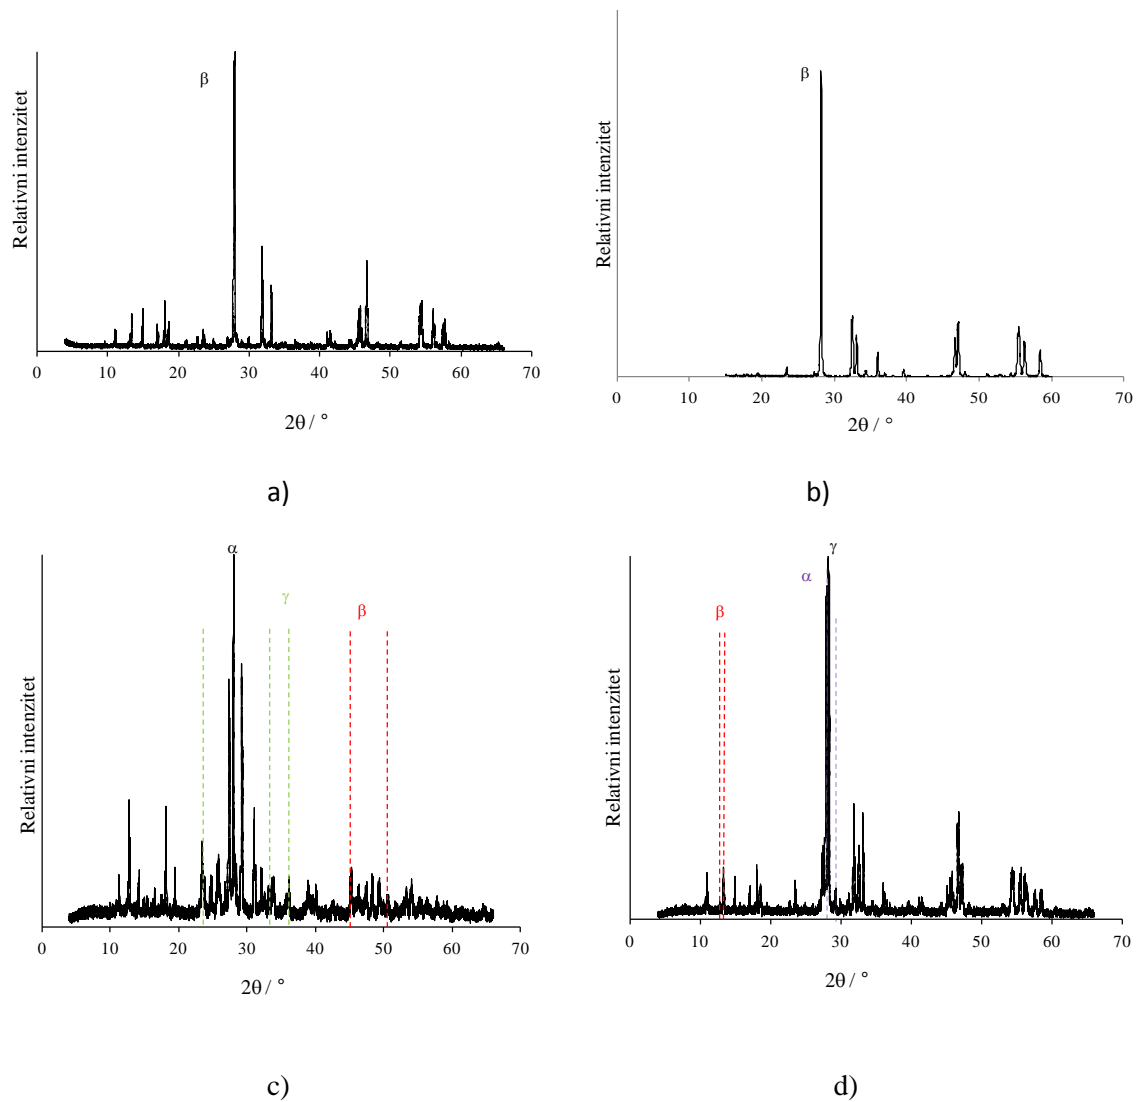 β
Relativni intenzitet
0 10 20 30 40 50 60 70
2θ / °
a)
β
Relativni intenzitet
0 10 20 30 40 50 60 70
2θ / °
b)
α
γ
β
Relativni intenzitet
0 10 20 30 40 50 60 70
2θ / °
c)
γ
α
β
Relativni intenzitet
0 10 20 30 40 50 60 70
2θ / °
d)